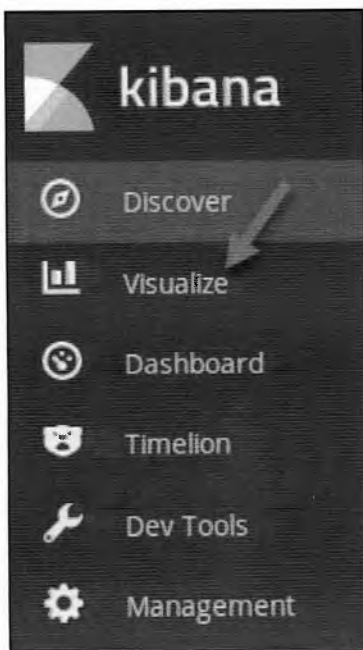 kibana
Discover
Visualize
Dashboard
Timelion
Dev Tools
Management